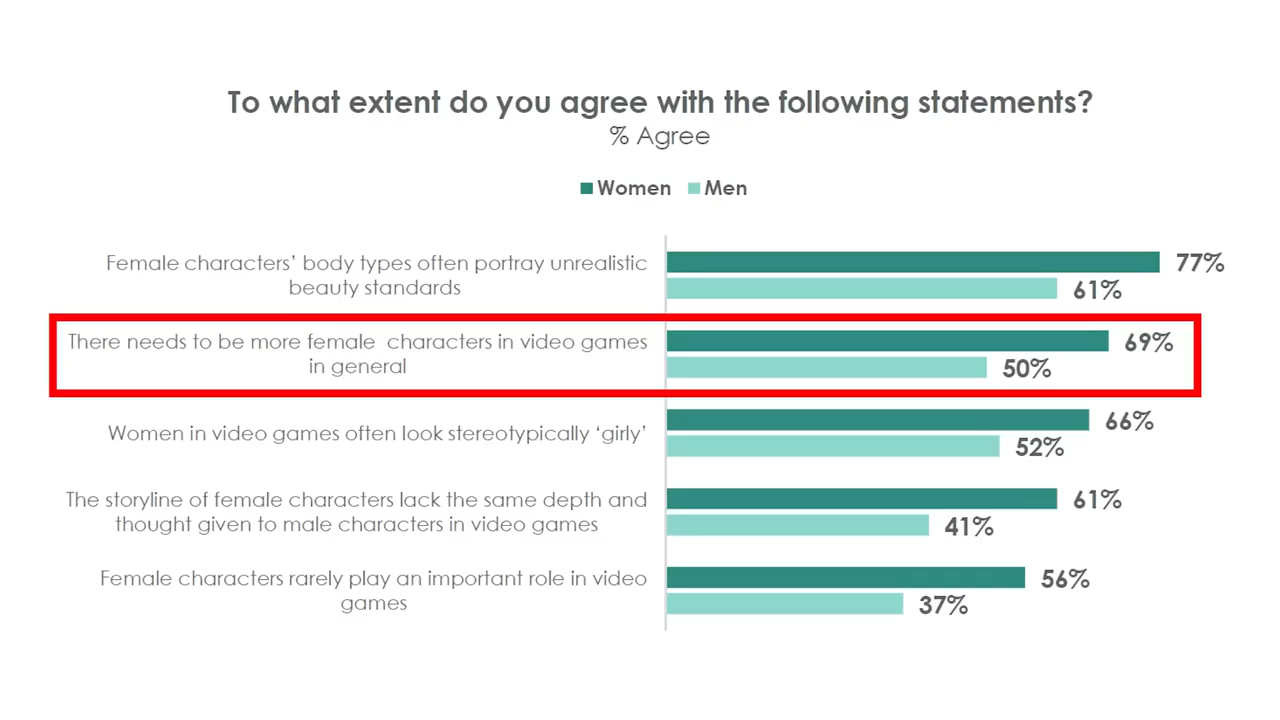 To what extent do you agree with the following statements?
% Agree
Women Men
Female characters’ body types often portray unrealistic
beauty standards
77%
61%
There needs to be more female characters in video games
in general
69%
50%
Women in video games often look stereotypically ‘girly’
66%
52%
The storyline of female characters lack the same depth and
thought given to male characters in video games
61%
41%
Female characters rarely play an important role in video
games
56%
37%